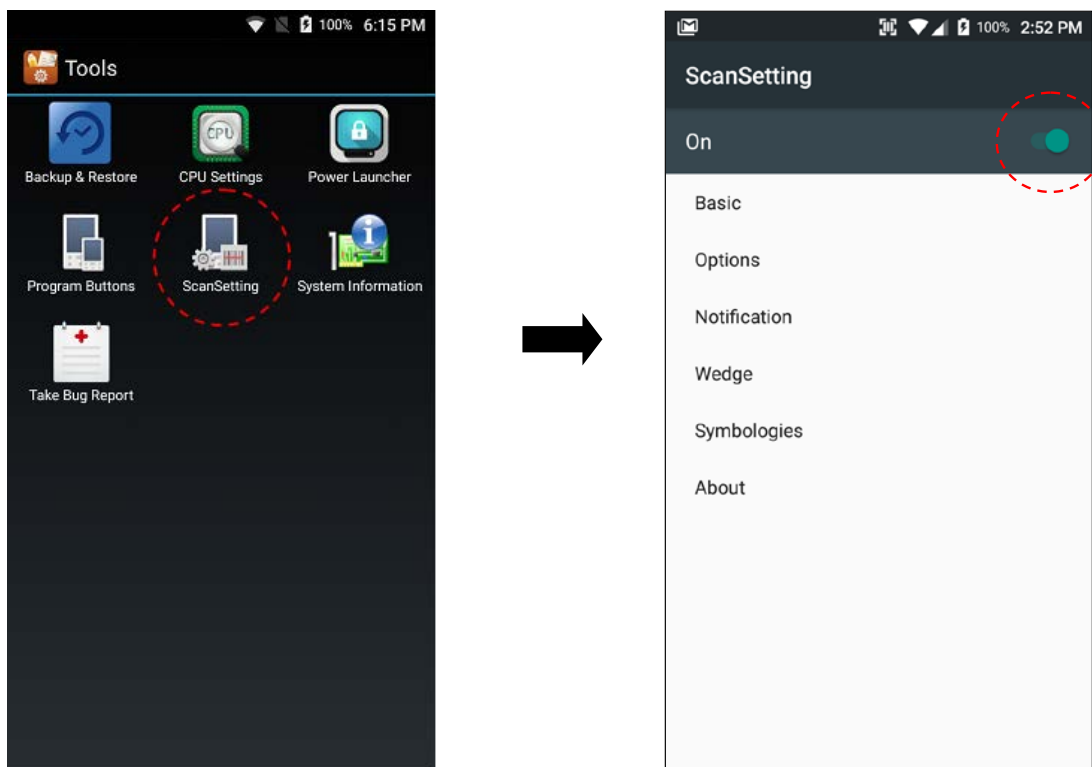 100% 6:15 PM
Tools
Backup & Restore
CPU
CPU Settings
Power Launcher
Program Buttons
ScanSetting
System Information
Take Bug Report
100% 2:52 PM
ScanSetting
On
Basic
Options
Notification
Wedge
Symbologies
About